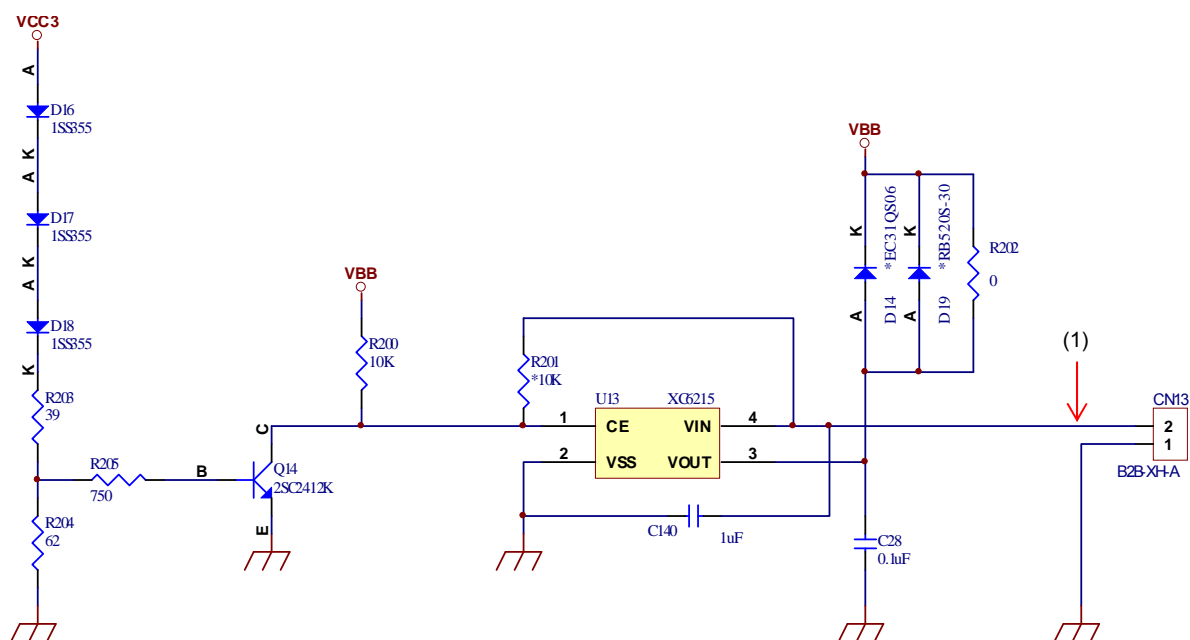 VCC3
A
D16
1SS355
K
A
D17
1SS355
K
A
D18
1SS355
K
R203
39
R205
750
B
R204
62
C
Q14
2SC2412K
E
VBB
R200
10K
R201
*10K
U13
XC6215
1
CE
VIN
4
2
VSS
VOUT
3
C140
1uF
VBB
K
*EC31QS06
A
D14
K
*RB520S-30
A
D19
R202
0
C28
0.1uF
(1)
CN13
2
1
B2B-XH-A